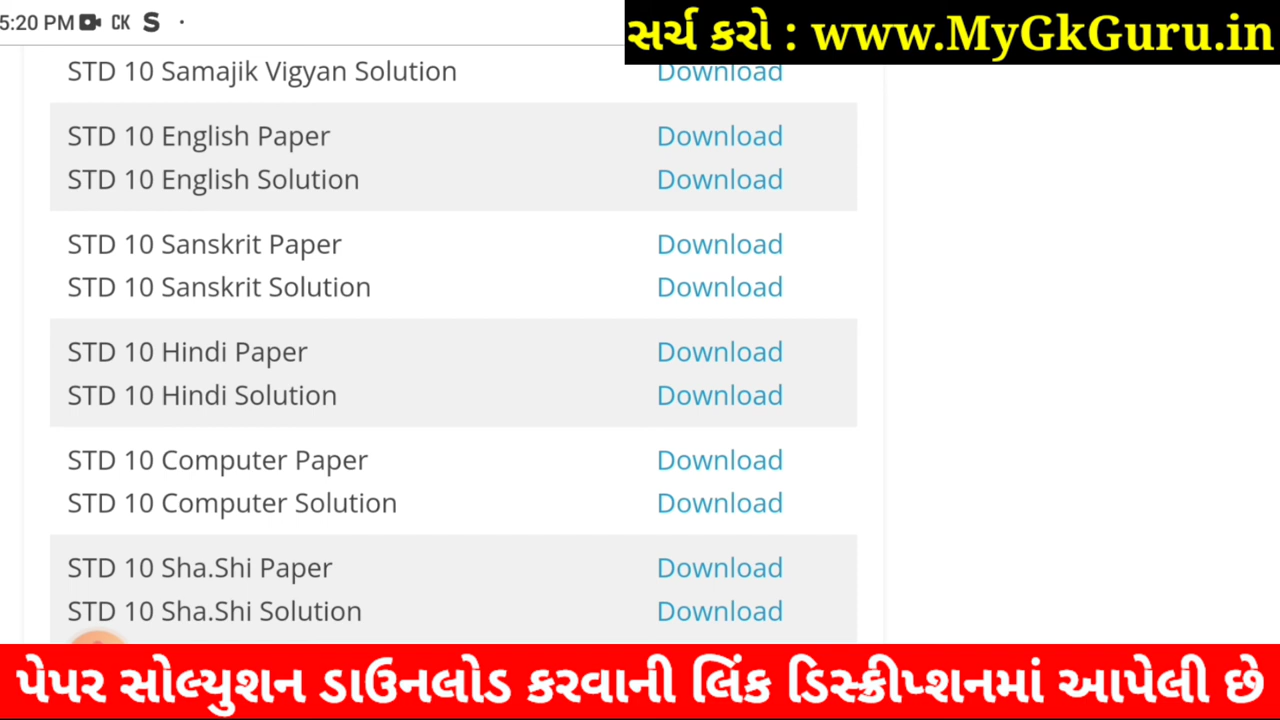 5:20 PM CK S
સર્ચ કરો : www.MyGkGuru.in
STD 10 Samajik Vigyan Solution Download
STD 10 English Paper Download
STD 10 English Solution Download
STD 10 Sanskrit Paper Download
STD 10 Sanskrit Solution Download
STD 10 Hindi Paper Download
STD 10 Hindi Solution Download
STD 10 Computer Paper Download
STD 10 Computer Solution Download
STD 10 Sha.Shi Paper Download
STD 10 Sha.Shi Solution Download
પેપર સોલ્યુશન ડાઉનલોડ કરવાની લિંક ડિસ્ક્રીપ્શનમાં આપેલી છે